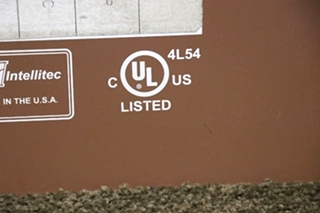 Intellitec
IN THE U.S.A.
4L54
C UL US
LISTED